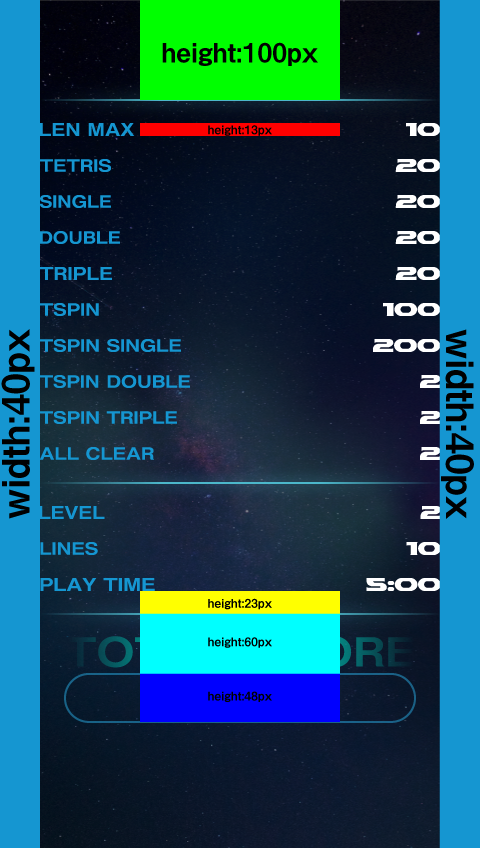 height:100px
LEN MAX
height:13px
10
TETRIS 20
SINGLE 20
DOUBLE 20
TRIPLE 20
TSPIN 100
TSPIN SINGLE 200
TSPIN DOUBLE 2
TSPIN TRIPLE 2
ALL CLEAR 2
width:40px
width:40px
LEVEL 2
LINES 10
PLAY TIME 5:00
height:23px
height:60px
height:48px